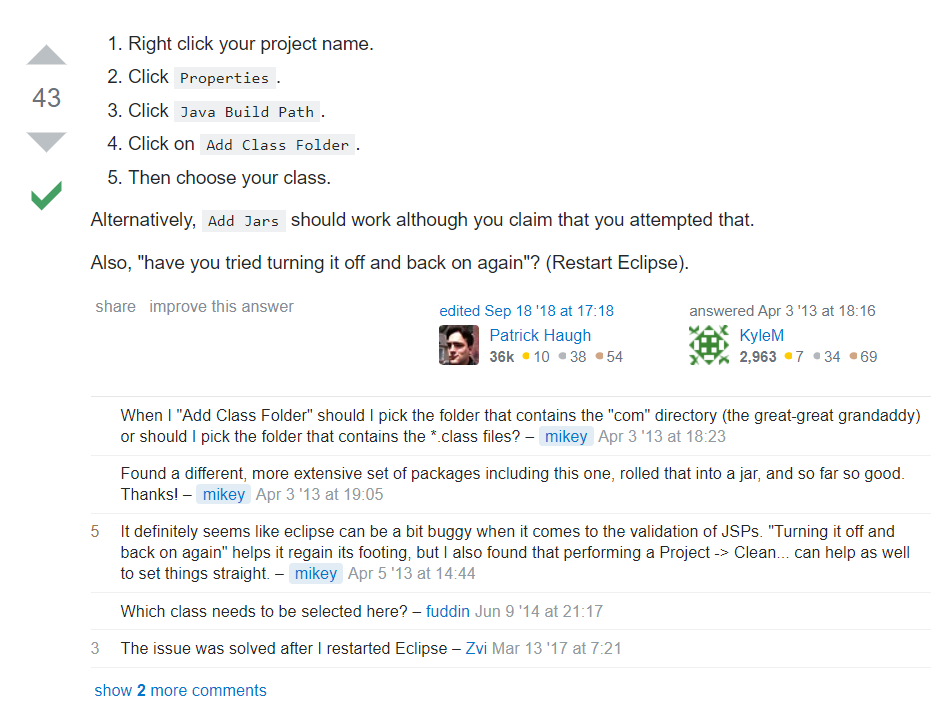 1. Right click your project name.
2. Click Properties.
43
3. Click Java Build Path.
4. Click on Add Class Folder.
5. Then choose your class.
Alternatively, Add Jars should work although you claim that you attempted that.
Also, "have you tried turning it off and back on again"? (Restart Eclipse).
share improve this answer
edited Sep 18 '18 at 17:18
Patrick Haugh
36k 10 38 54
answered Apr 3 '13 at 18:16
KyleM
2,963 7 34 69
When I "Add Class Folder" should I pick the folder that contains the "com" directory (the great-great grandaddy)
or should I pick the folder that contains the *.class files? – mikey Apr 3 '13 at 18:23
Found a different, more extensive set of packages including this one, rolled that into a jar, and so far so good.
Thanks! – mikey Apr 3 '13 at 19:05
5 It definitely seems like eclipse can be a bit buggy when it comes to the validation of JSPs. "Turning it off and
back on again" helps it regain its footing, but I also found that performing a Project -> Clean... can help as well
to set things straight. – mikey Apr 5 '13 at 14:44
Which class needs to be selected here? – fuddin Jun 9 '14 at 21:17
3 The issue was solved after I restarted Eclipse – Zvi Mar 13 '17 at 7:21
show 2 more comments